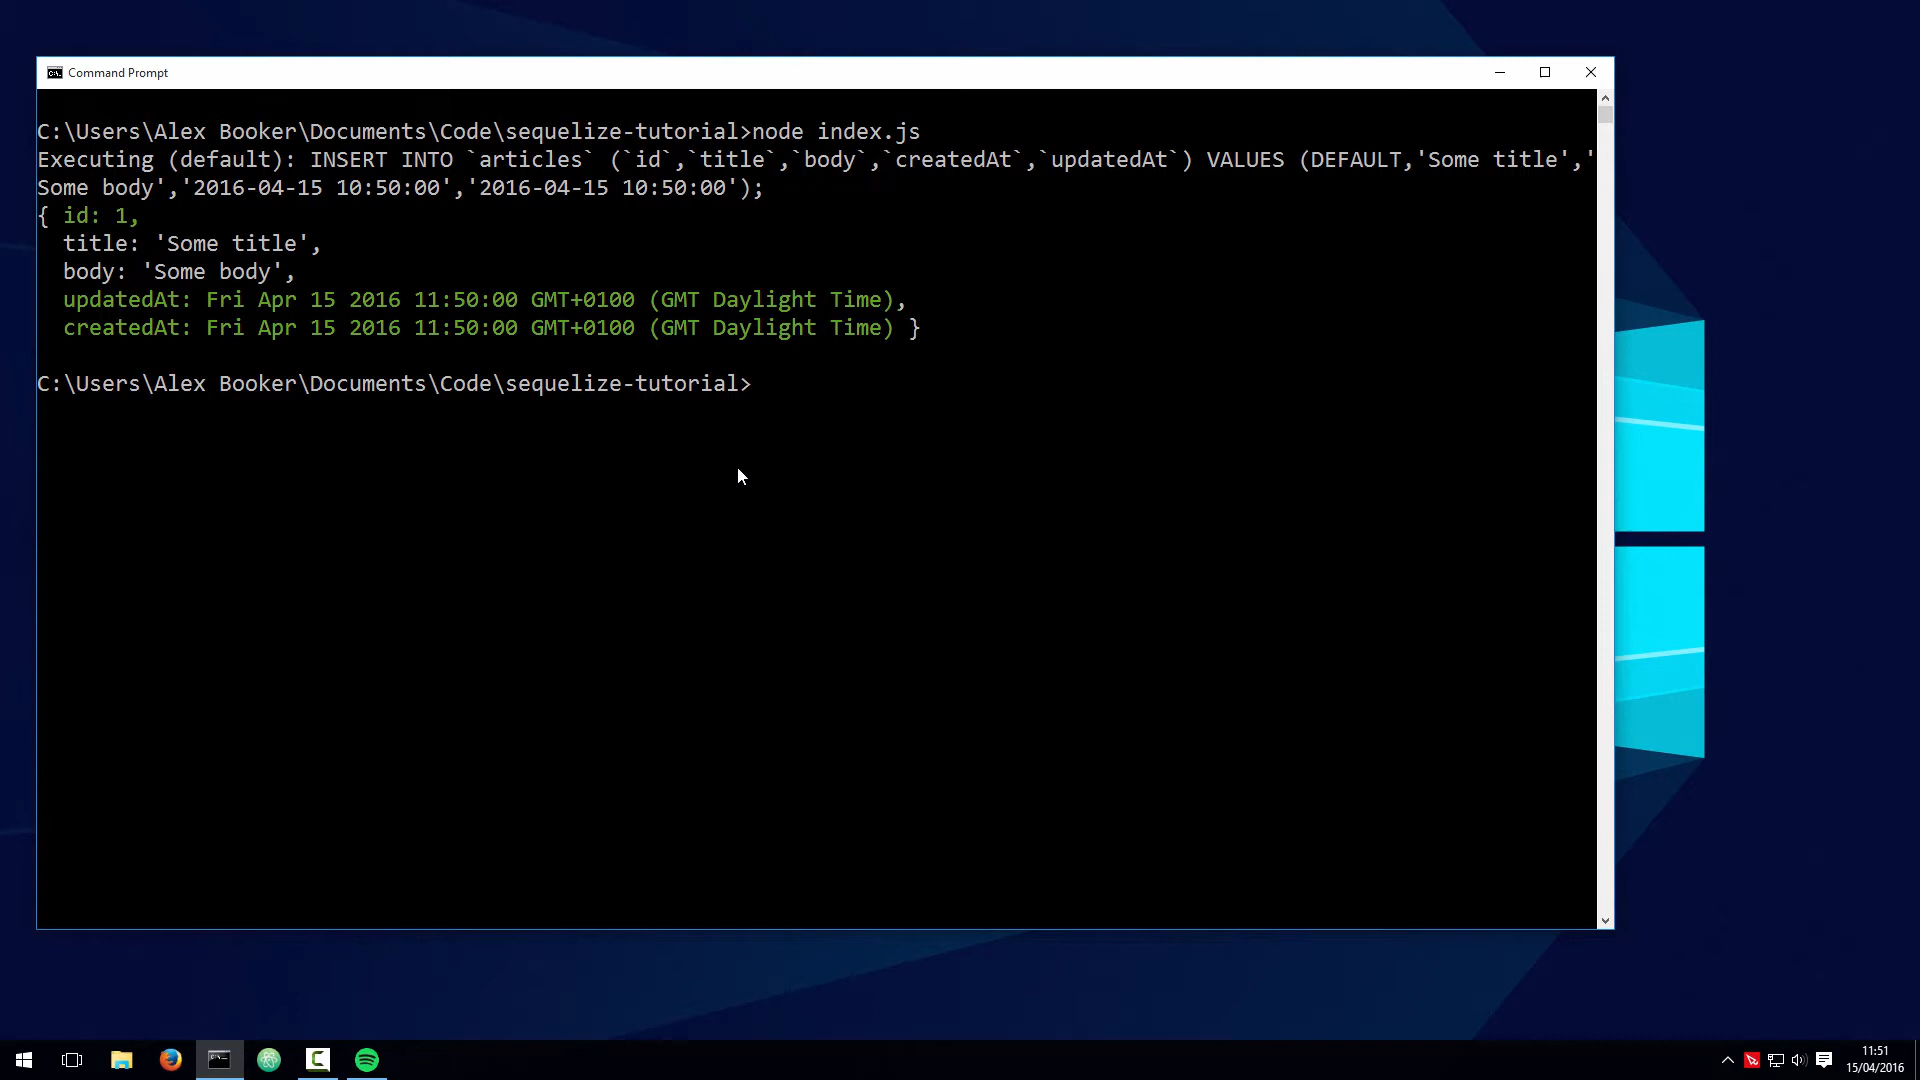 Command Prompt
C:\Users\Alex Booker\Documents\Code\sequelize-tutorial>node index.js
Executing (default): INSERT INTO `articles` (`id`,`title`,`body`,`createdAt`,`updatedAt`) VALUES (DEFAULT,'Some title','
Some body','2016-04-15 10:50:00','2016-04-15 10:50:00');
{ id: 1,
  title: 'Some title',
  body: 'Some body',
  updatedAt: Fri Apr 15 2016 11:50:00 GMT+0100 (GMT Daylight Time),
  createdAt: Fri Apr 15 2016 11:50:00 GMT+0100 (GMT Daylight Time) }
C:\Users\Alex Booker\Documents\Code\sequelize-tutorial>
11:51
15/04/2016